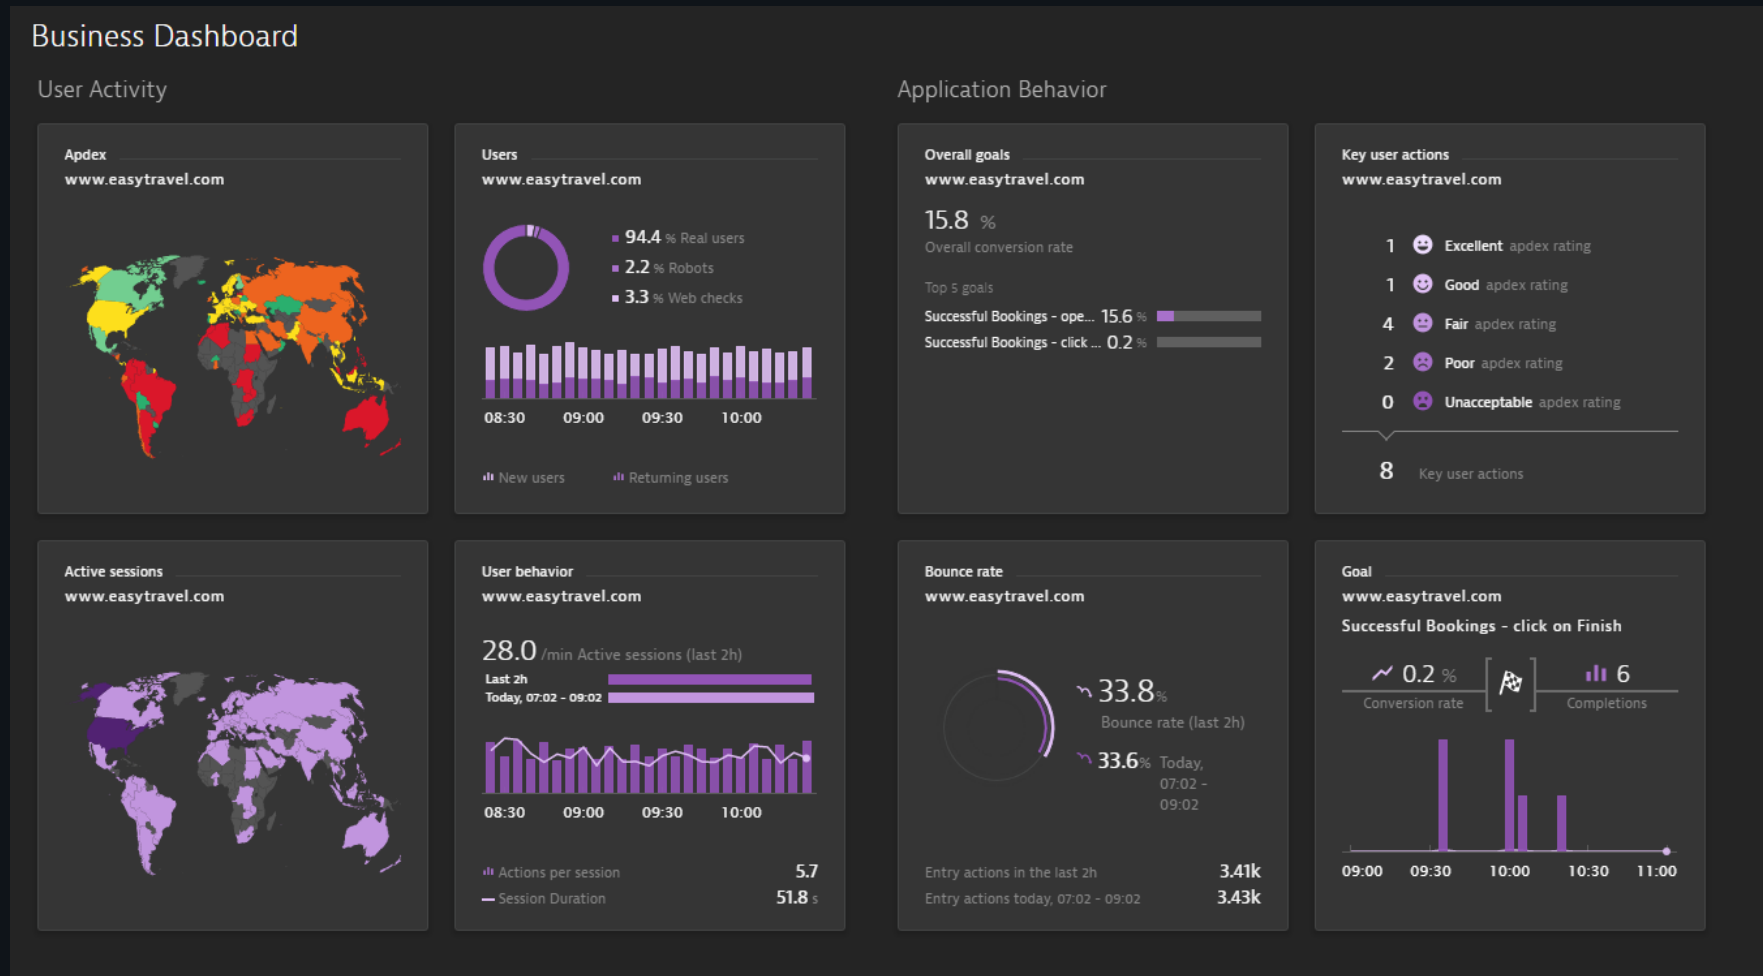 Business Dashboard
User Activity
Application Behavior
Apdex
www.easytravel.com
Users
www.easytravel.com
94.4 % Real users
2.2 % Robots
3.3 % Web checks
08:30 09:00 09:30 10:00
New users Returning users
Overall goals
www.easytravel.com
15.8 %
Overall conversion rate
Top 5 goals
Successful Bookings - ope... 15.6 %
Successful Bookings - click ... 0.2 %
Key user actions
www.easytravel.com
1 Excellent apdex rating
1 Good apdex rating
4 Fair apdex rating
2 Poor apdex rating
0 Unacceptable apdex rating
8 Key user actions
Active sessions
www.easytravel.com
User behavior
www.easytravel.com
28.0 /min Active sessions (last 2h)
Last 2h
Today, 07:02 - 09:02
08:30 09:00 09:30 10:00
Actions per session 5.7
Session Duration 51.8 s
Bounce rate
www.easytravel.com
33.8%
Bounce rate (last 2h)
33.6% Today,
07:02 -
09:02
Entry actions in the last 2h 3.41k
Entry actions today, 07:02 - 09:02 3.43k
Goal
www.easytravel.com
Successful Bookings - click on Finish
0.2 % 6
Conversion rate Completions
09:00 09:30 10:00 10:30 11:00